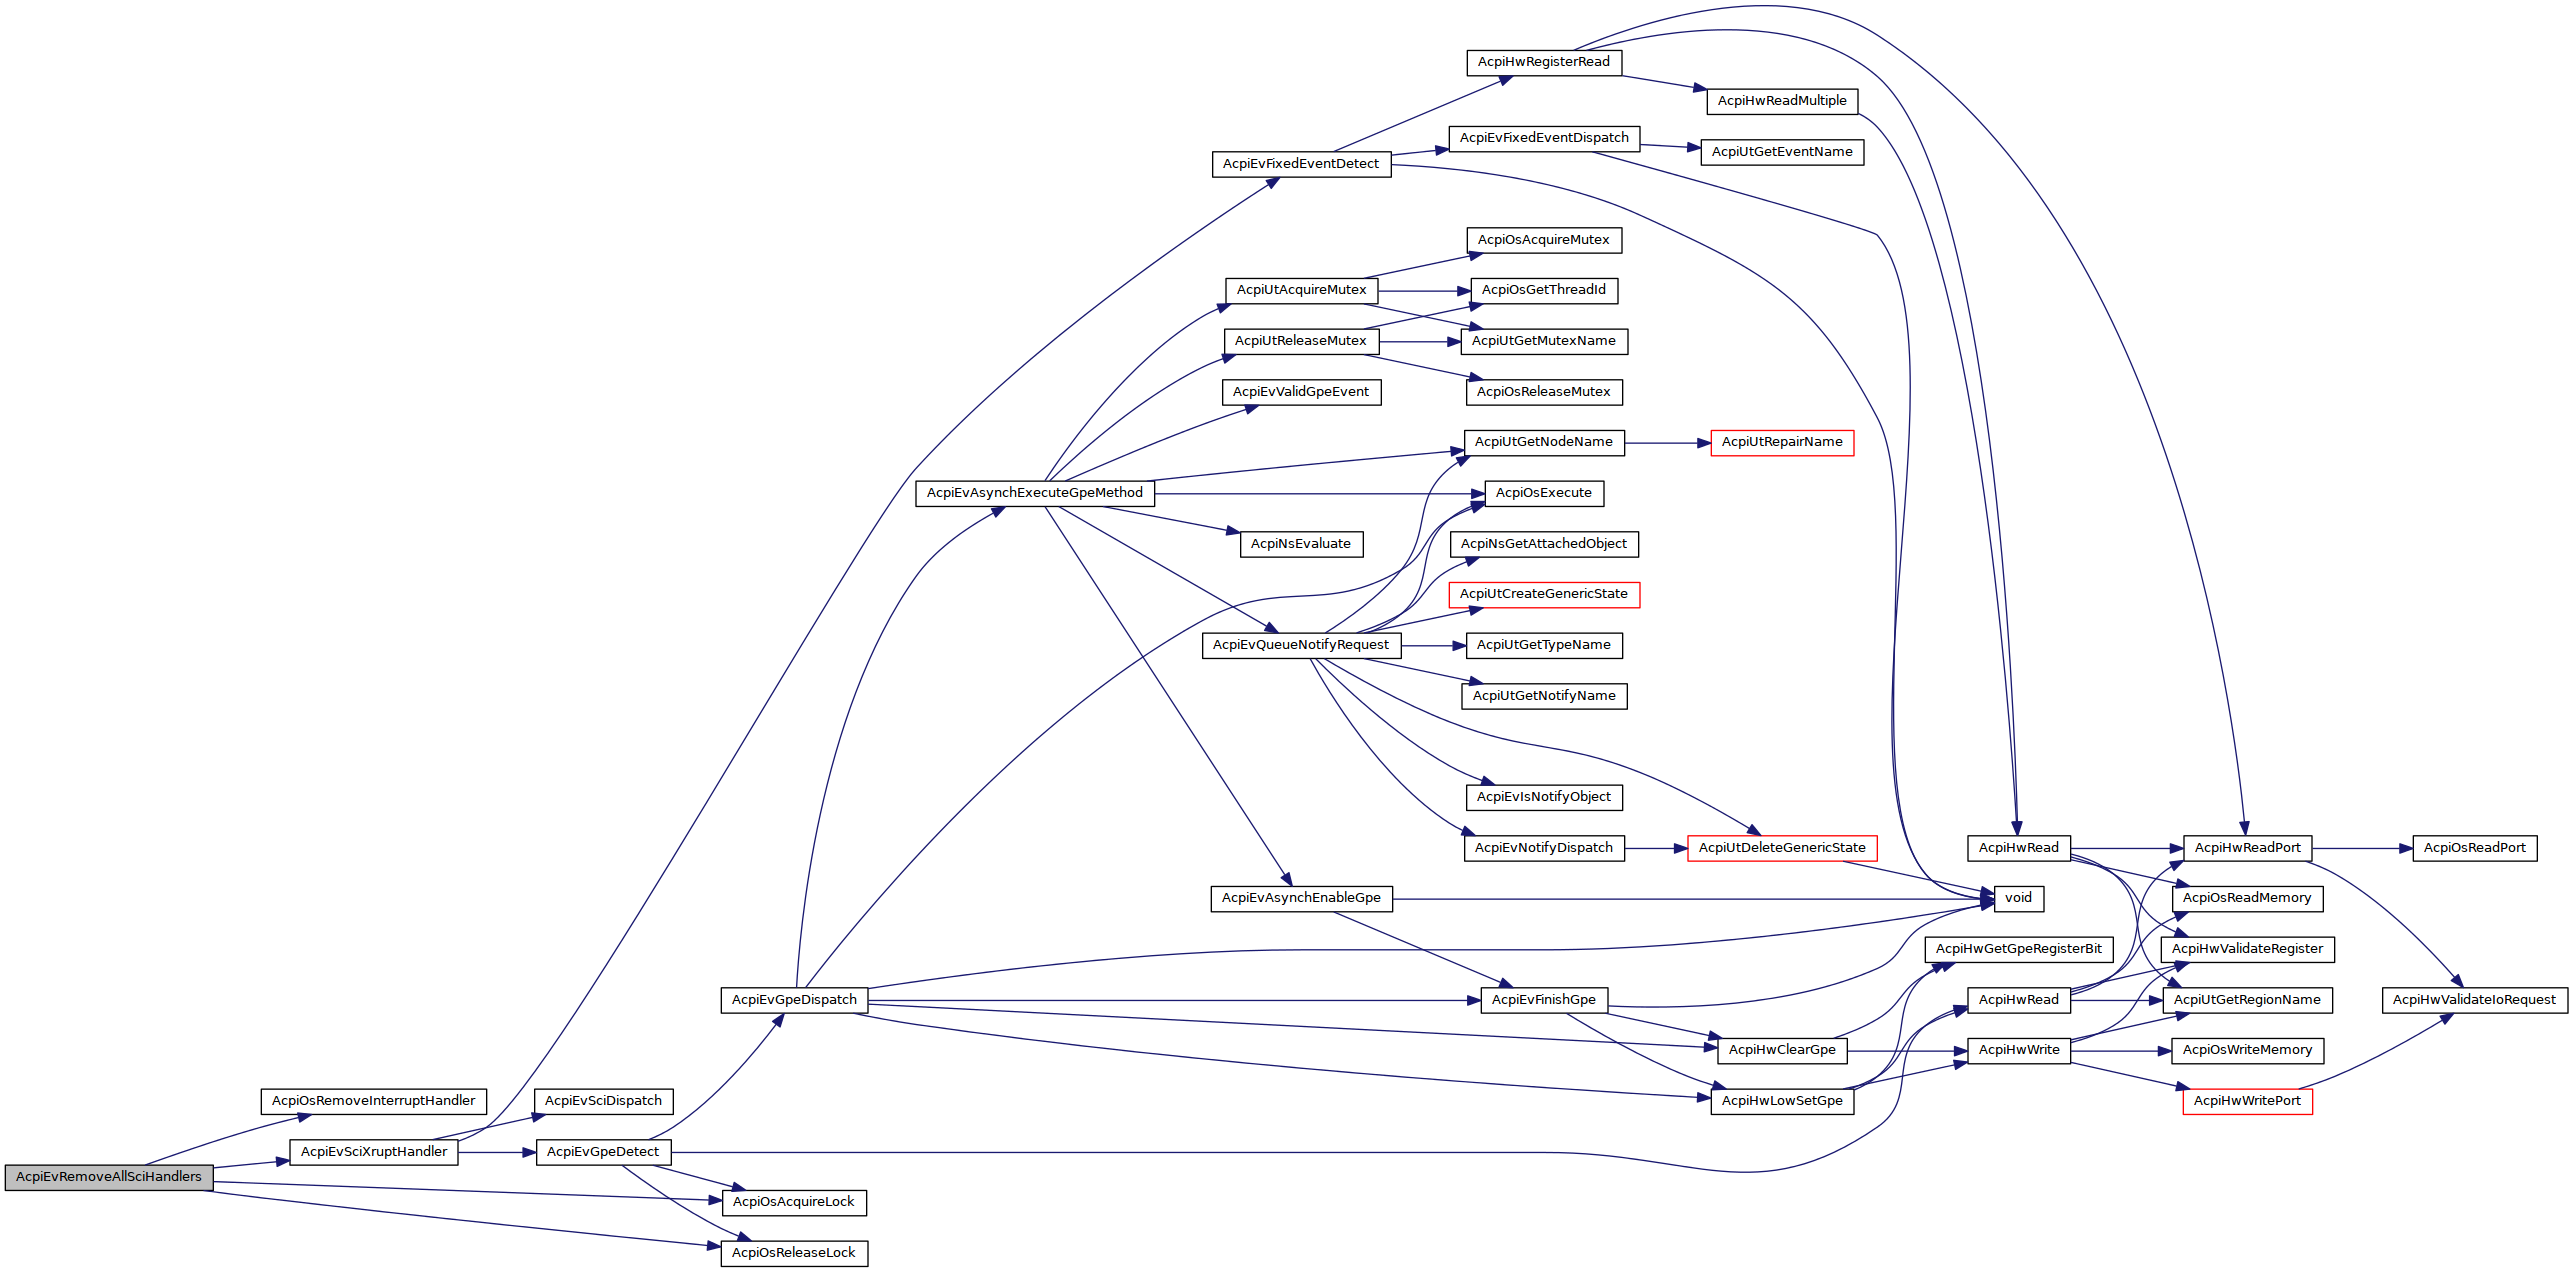 AcpiHwRegisterRead
AcpiHwReadMultiple
AcpiEvFixedEventDispatch
AcpiUtGetEventName
AcpiEvFixedEventDetect
AcpiOsAcquireMutex
AcpiUtAcquireMutex
AcpiOsGetThreadId
AcpiUtReleaseMutex
AcpiUtGetMutexName
AcpiEvValidGpeEvent
AcpiOsReleaseMutex
AcpiUtGetNodeName
AcpiUtRepairName
AcpiEvAsynchExecuteGpeMethod
AcpiOsExecute
AcpiNsEvaluate
AcpiNsGetAttachedObject
AcpiUtCreateGenericState
AcpiEvQueueNotifyRequest
AcpiUtGetTypeName
AcpiUtGetNotifyName
AcpiEvIsNotifyObject
AcpiEvNotifyDispatch
AcpiUtDeleteGenericState
AcpiHwRead
AcpiHwReadPort
AcpiOsReadPort
AcpiEvAsynchEnableGpe
void
AcpiOsReadMemory
AcpiHwGetGpeRegisterBit
AcpiHwValidateRegister
AcpiEvGpeDispatch
AcpiEvFinishGpe
AcpiHwRead
AcpiUtGetRegionName
AcpiHwValidateIoRequest
AcpiHwClearGpe
AcpiHwWrite
AcpiOsWriteMemory
AcpiOsRemoveInterruptHandler
AcpiEvSciDispatch
AcpiHwLowSetGpe
AcpiHwWritePort
AcpiEvSciXruptHandler
AcpiEvGpeDetect
AcpiEvRemoveAllSciHandlers
AcpiOsAcquireLock
AcpiOsReleaseLock